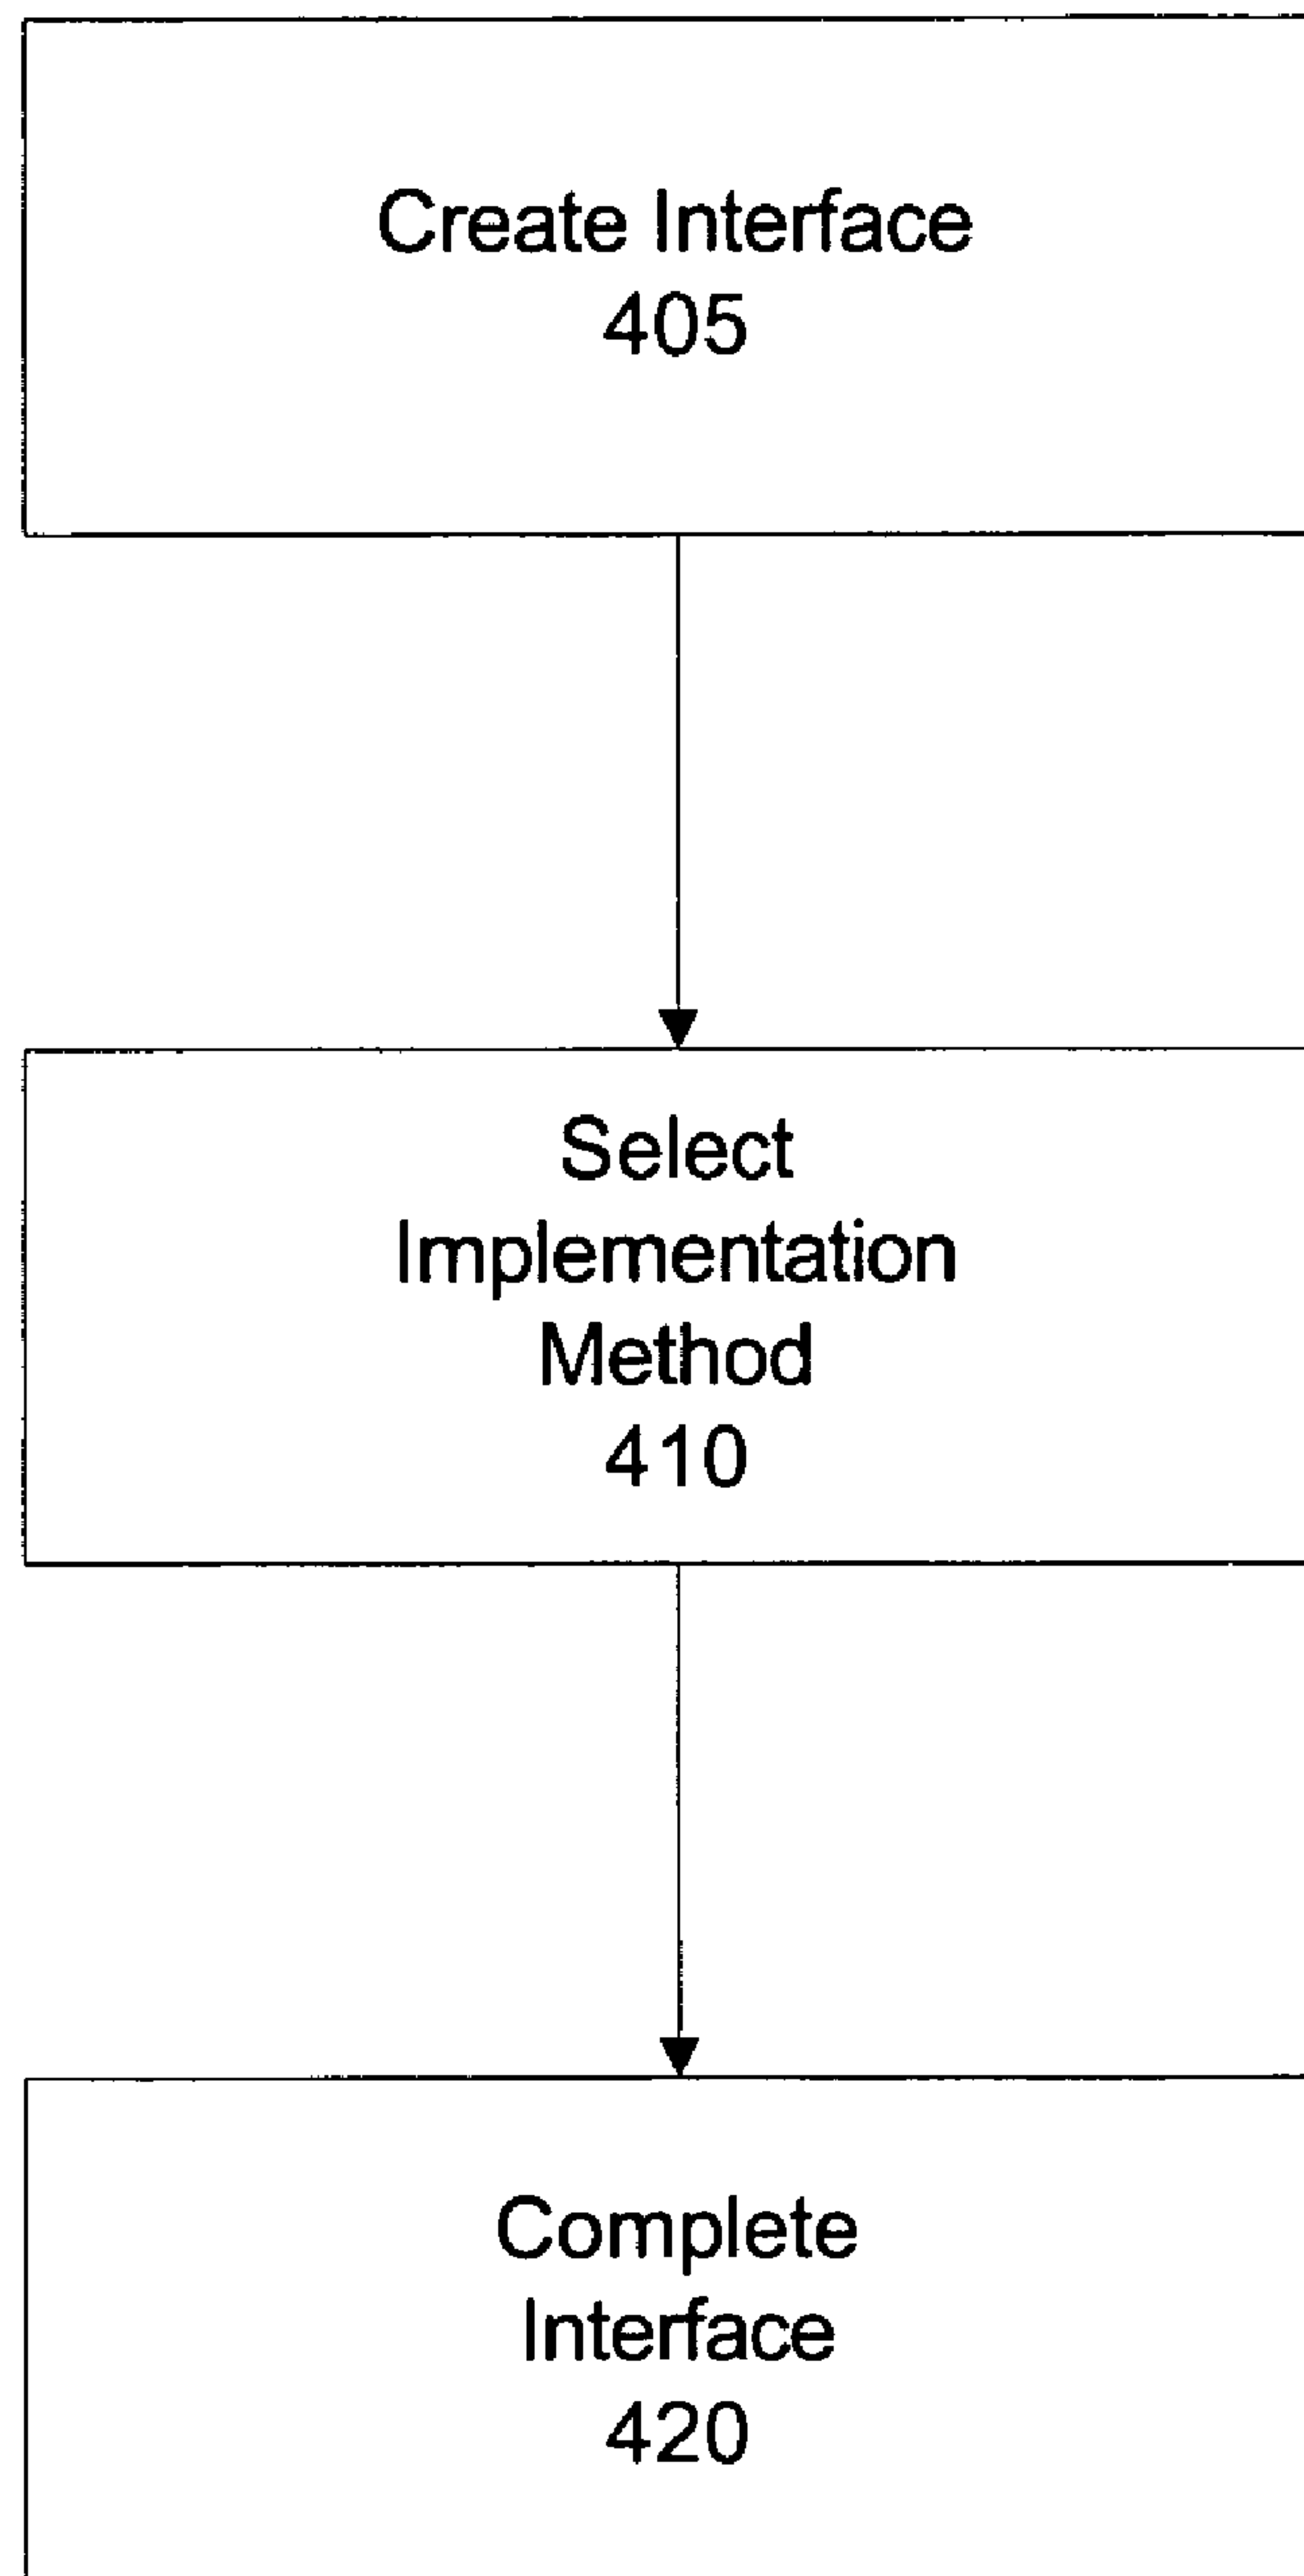 Create Interface
405
Select
Implementation
Method
410
Complete
Interface
420